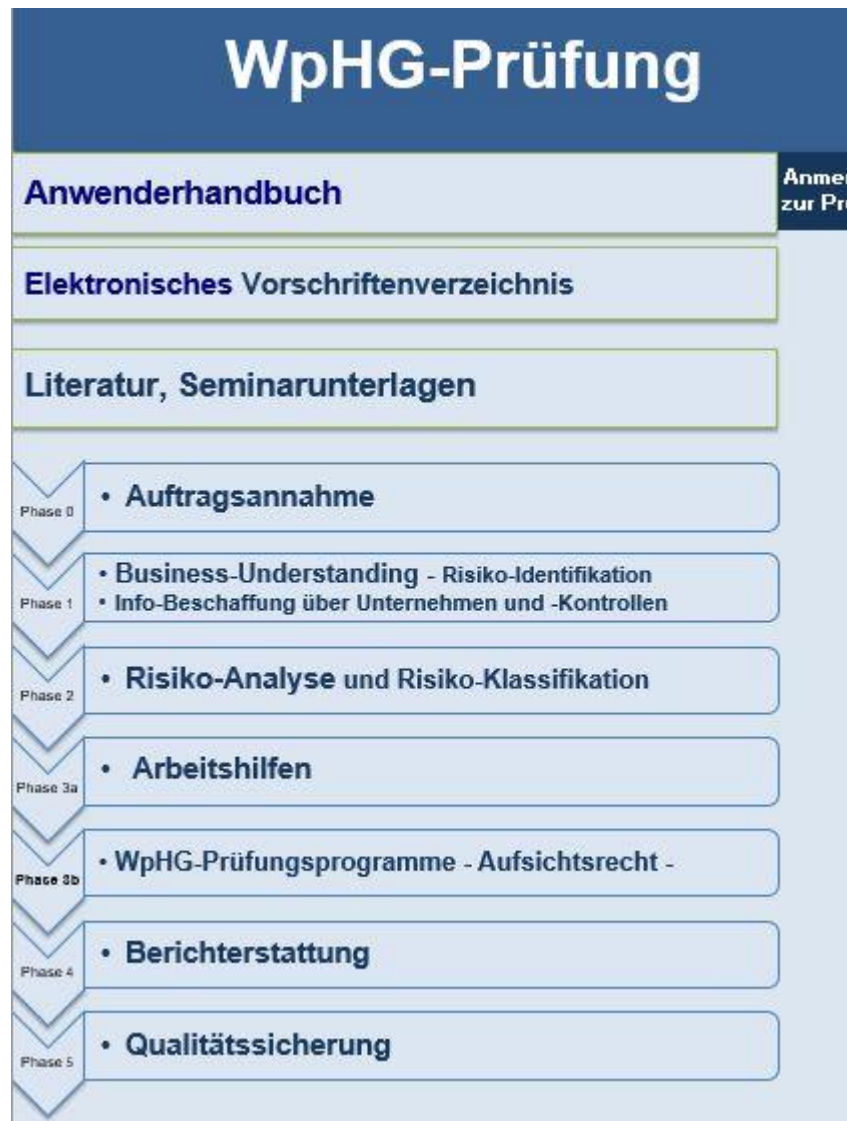 WpHG-Prüfung
Anwenderhandbuch
Elektronisches Vorschriftenverzeichnis
Literatur, Seminarunterlagen
Phase 0
• Auftragsannahme
Phase 1
• Business-Understanding - Risiko-Identifikation
• Info-Beschaffung über Unternehmen und -Kontrollen
Phase 2
• Risiko-Analyse und Risiko-Klassifikation
Phase 3a
• Arbeitshilfen
Phase 3b
• WpHG-Prüfungsprogramme - Aufsichtsrecht -
Phase 4
• Berichterstattung
Phase 5
• Qualitätssicherung
zur